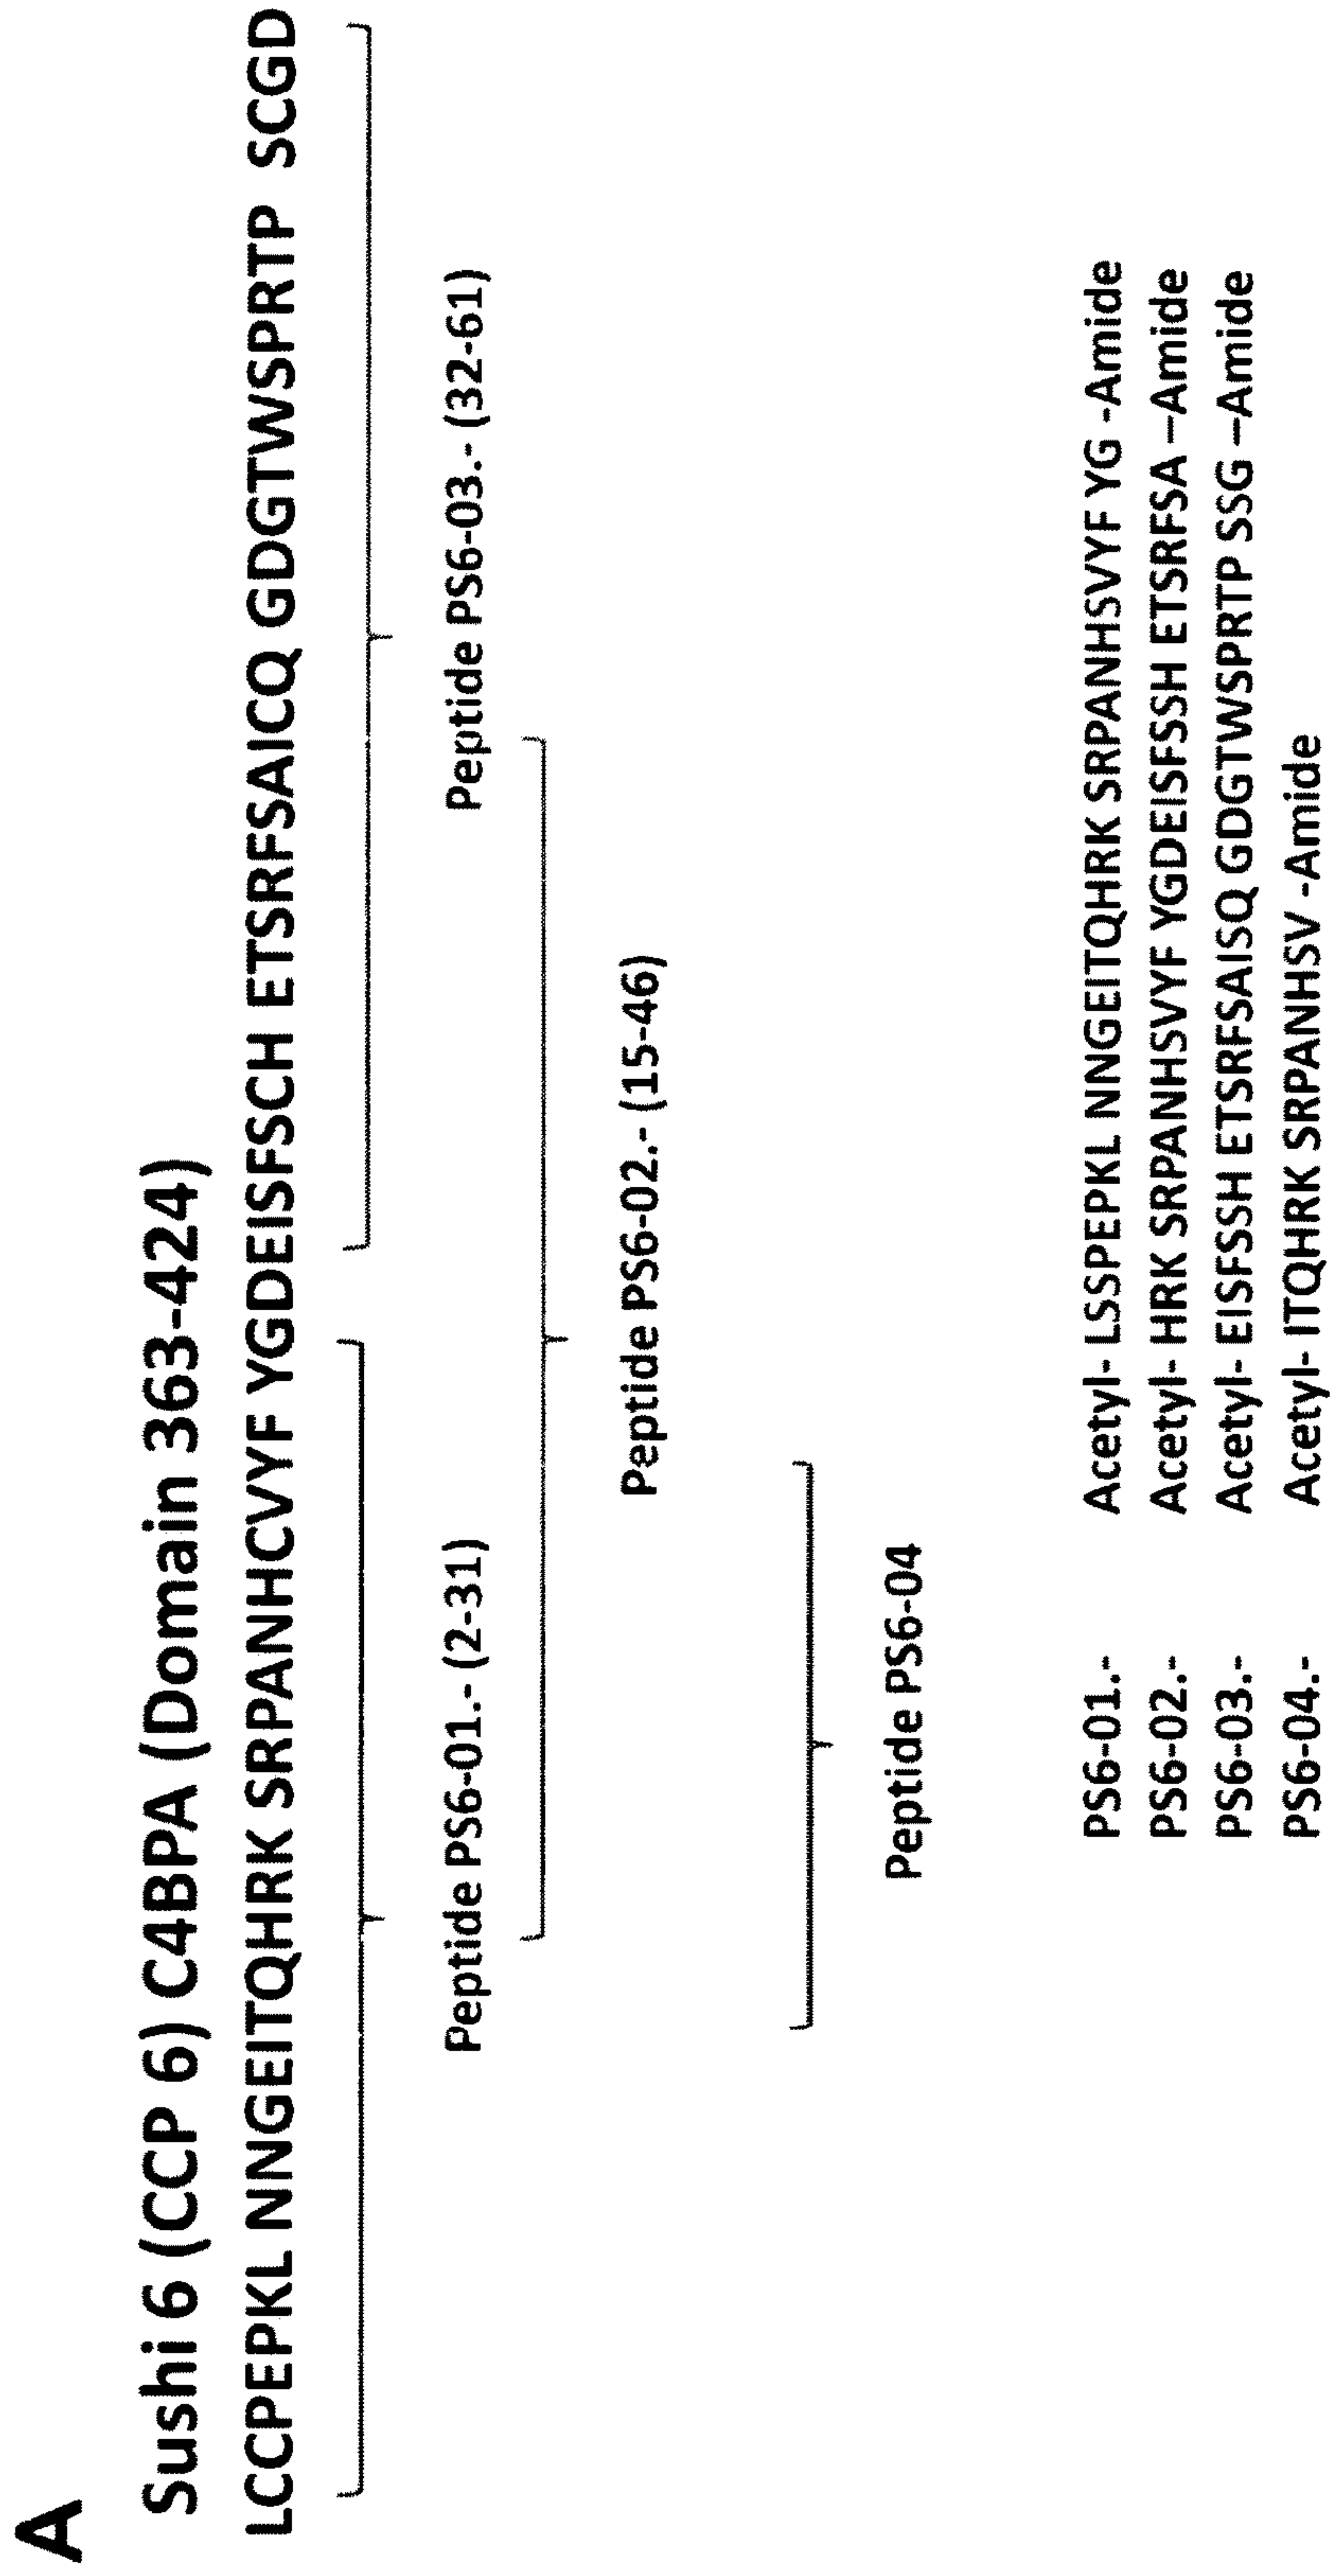 A
Sushi 6 (CCP 6) C4BPA (Domain 363-424)
LCCPEPKL NNGEITQHRK SRPANHCVYF YGDEISFSCH ETSRFSAICQ GDGTWSPRTP SCGD
Peptide PS6-01.- (2-31)
Peptide PS6-03.- (32-61)
Peptide PS6-02.- (15-46)
Peptide PS6-04
PS6-01.- Acetyl- LSSPEPKL NNGEITQHRK SRPANHSVYF YG -Amide
PS6-02.- Acetyl- HRK SRPANHSVYF YGDEISFSSH ETSRFSA –Amide
PS6-03.- Acetyl- EISFSSH ETSRFSAISQ GDGTWSPRTP SSG –Amide
PS6-04.- Acetyl- ITQHRK SRPANHSV -Amide